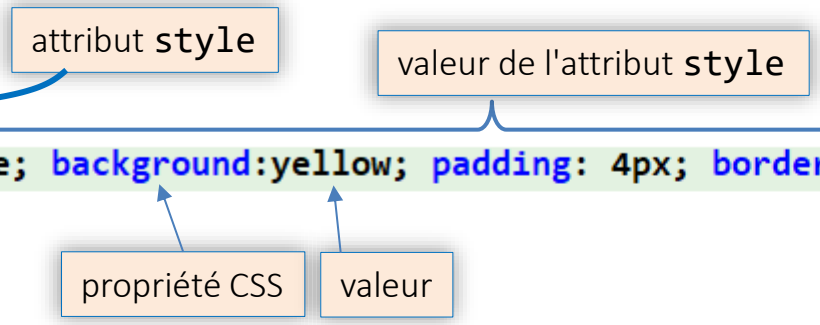 attribut style
valeur de l'attribut style
e; background:yellow; padding: 4px; border
propriété CSS
valeur